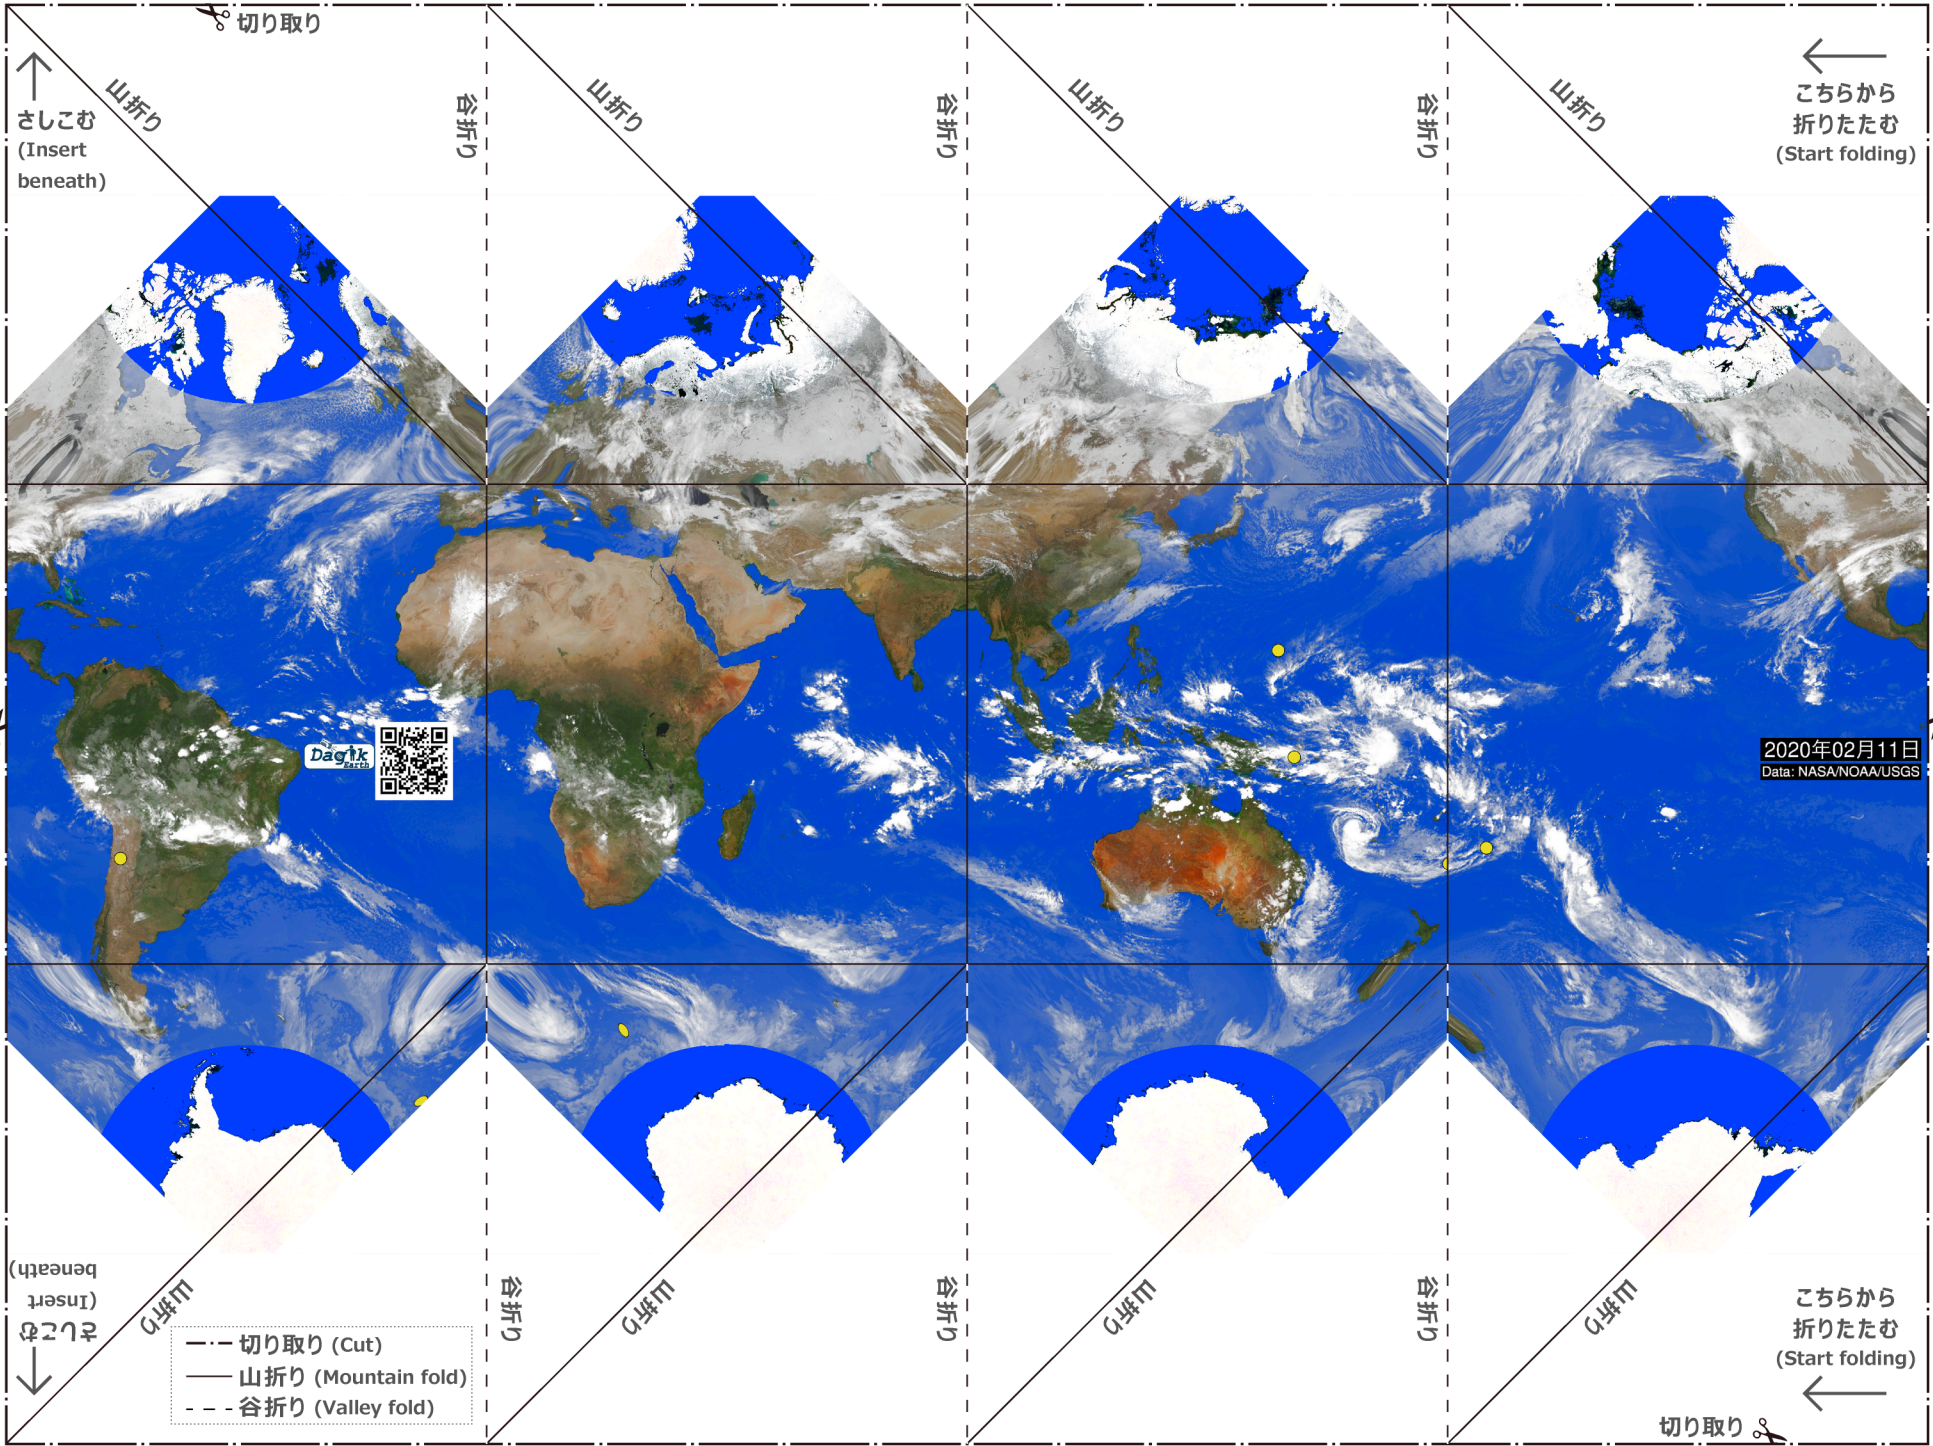 切り取り
山折り
谷折り
山折り
谷折り
山折り
谷折り
山折り
さしこむ
(Insert
beneath)
こちらから
折りたたむ
(Start folding)
Dagik
Earth
2020年02月11日
Data: NASA/NOAA/USGS
さしこむ
(Insert
beneath)
山折り
谷折り
山折り
谷折り
山折り
谷折り
山折り
こちらから
折りたたむ
(Start folding)
切り取り (Cut)
山折り (Mountain fold)
谷折り (Valley fold)
切り取り